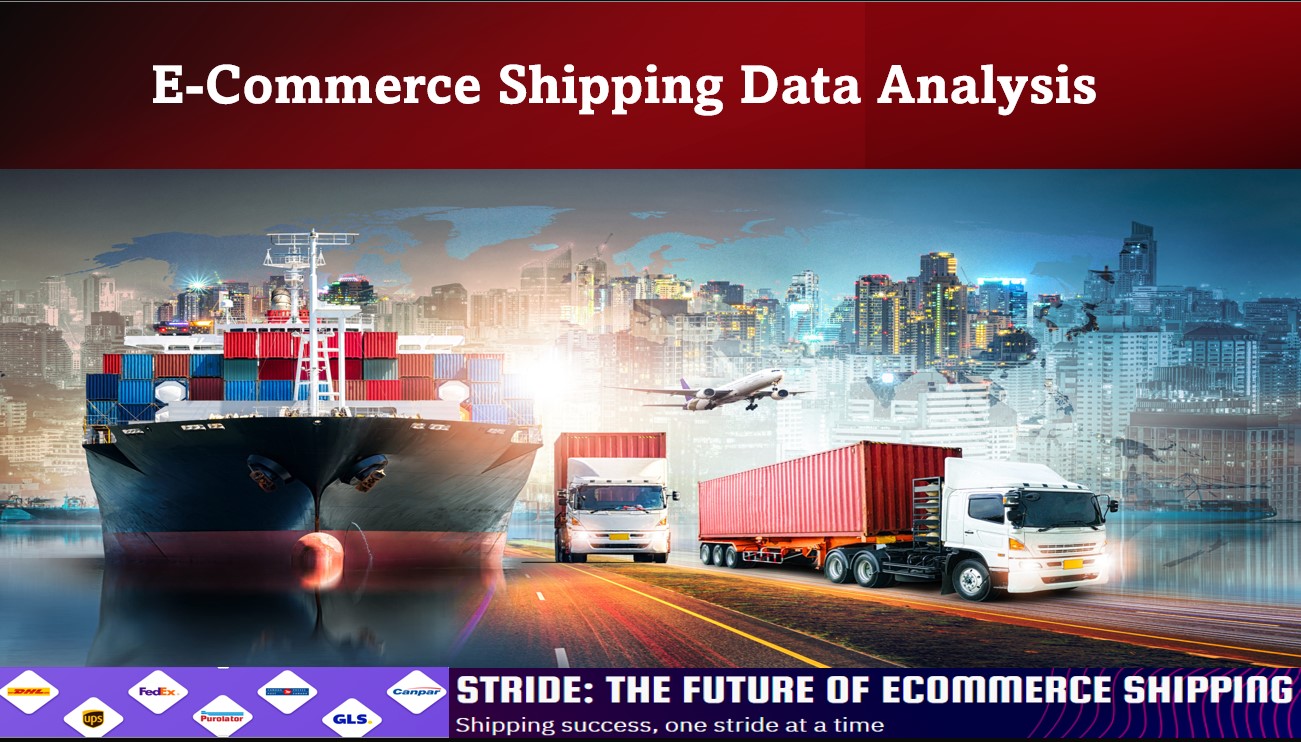 E-Commerce Shipping Data Analysis
DHL
FedEx
Canpar
ups
Purolator
GLS.
STRIDE: THE FUTURE OF ECOMMERCE SHIPPING
Shipping success, one stride at a time